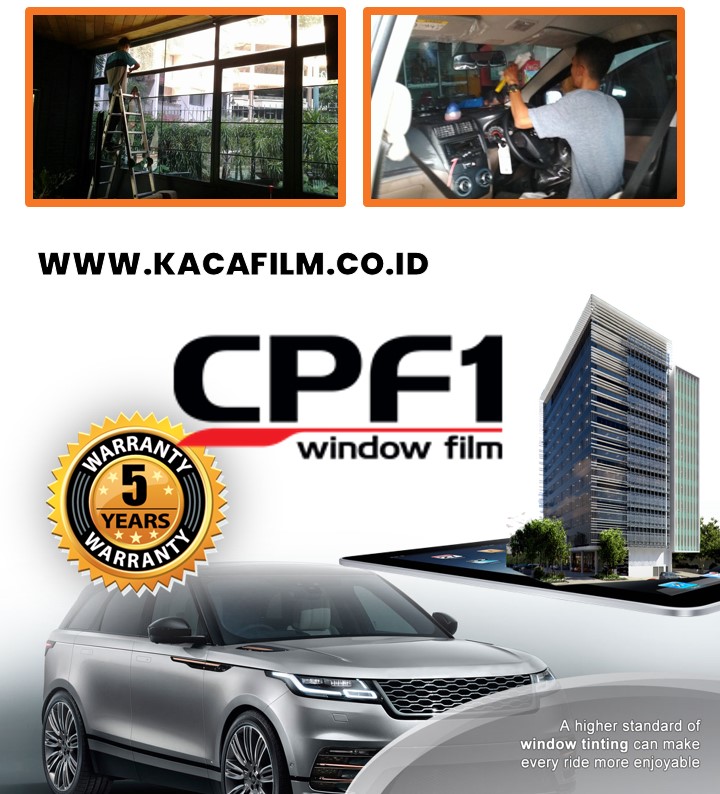 WWW.KACAFILM.CO.ID
CPF1
window film
WARRANTY
5
YEARS
WARRANTY
A higher standard of
window tinting can make
every ride more enjoyable